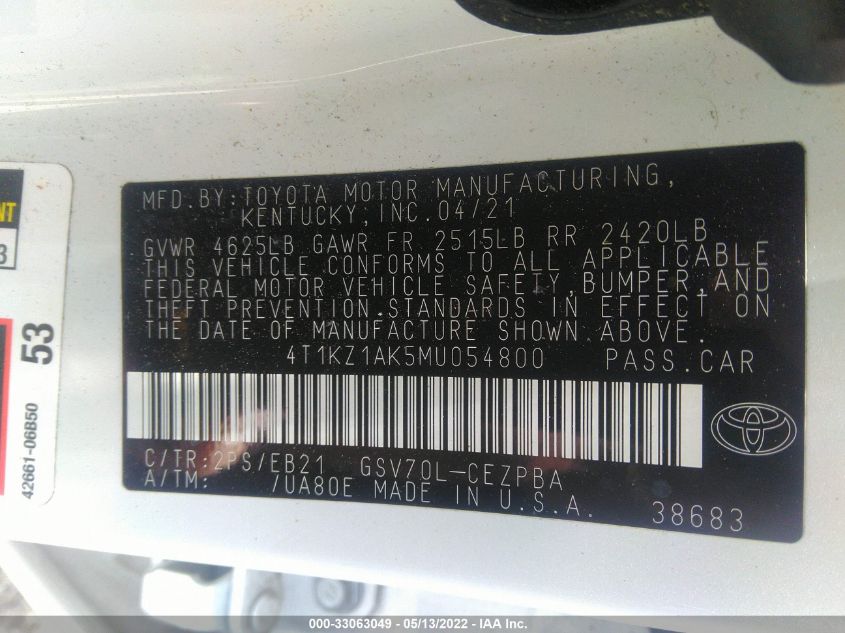 MFD.BY:TOYOTA MOTOR MANUFACTURING,
KENTUCKY,INC.04/21
GVWR 4625LB GAWR FR 2515LB RR 2420LB
THIS VEHICLE CONFORMS TO ALL APPLICABLE
FEDERAL MOTOR VEHICLE SAFETY,BUMPER,AND
THEFT PREVENTION STANDARDS IN EFFECT ON
THE DATE OF MANUFACTURE SHOWN ABOVE.
4T1KZ1AK5MU054800 PASS.CAR
C/TR:2PS/EB21 GSV70L-CEZPBA
A/TM: /UA80E MADE IN U.S.A.
38683
53
42661-06B50
000-33063049 - 05/13/2022 - IAA Inc.